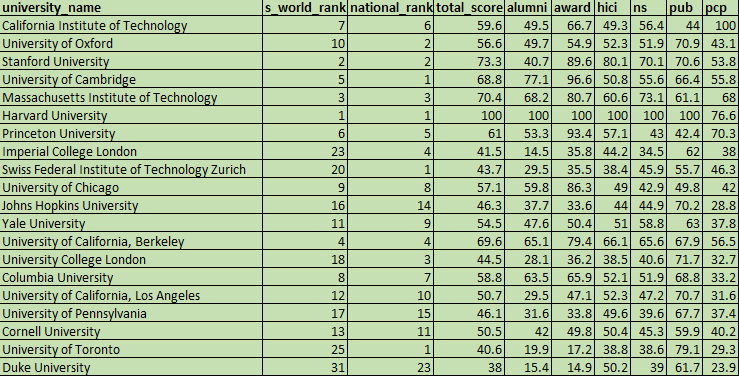 university_name s_world_rank national_rank total_score alumni award hici ns pub pcp
California Institute of Technology 7 6 59.6 49.5 66.7 49.3 56.4 44 100
University of Oxford 10 2 56.6 49.7 54.9 52.3 51.9 70.9 43.1
Stanford University 2 2 73.3 40.7 89.6 80.1 70.1 70.6 53.8
University of Cambridge 5 1 68.8 77.1 96.6 50.8 55.6 66.4 55.8
Massachusetts Institute of Technology 3 3 70.4 68.2 80.7 60.6 73.1 61.1 68
Harvard University 1 1 100 100 100 100 100 100 76.6
Princeton University 6 5 61 53.3 93.4 57.1 43 42.4 70.3
Imperial College London 23 4 41.5 14.5 35.8 44.2 34.5 62 38
Swiss Federal Institute of Technology Zurich 20 1 43.7 29.5 35.5 38.4 45.9 55.7 46.3
University of Chicago 9 8 57.1 59.8 86.3 49 42.9 49.8 42
Johns Hopkins University 16 14 46.3 37.7 33.6 44 44.9 70.2 28.8
Yale University 11 9 54.5 47.6 50.4 51 58.8 63 37.8
University of California, Berkeley 4 4 69.6 65.1 79.4 66.1 65.6 67.9 56.5
University College London 18 3 44.5 28.1 36.2 38.5 40.6 71.7 32.7
Columbia University 8 7 58.8 63.5 65.9 52.1 51.9 68.8 33.2
University of California, Los Angeles 12 10 50.7 29.5 47.1 52.3 47.2 70.7 31.6
University of Pennsylvania 17 15 46.1 31.6 33.8 49.6 39.6 67.7 37.4
Cornell University 13 11 50.5 42 49.8 50.4 45.3 59.9 40.2
University of Toronto 25 1 40.6 19.9 17.2 38.8 38.6 79.1 29.3
Duke University 31 23 38 15.4 14.9 50.2 39 61.7 23.9